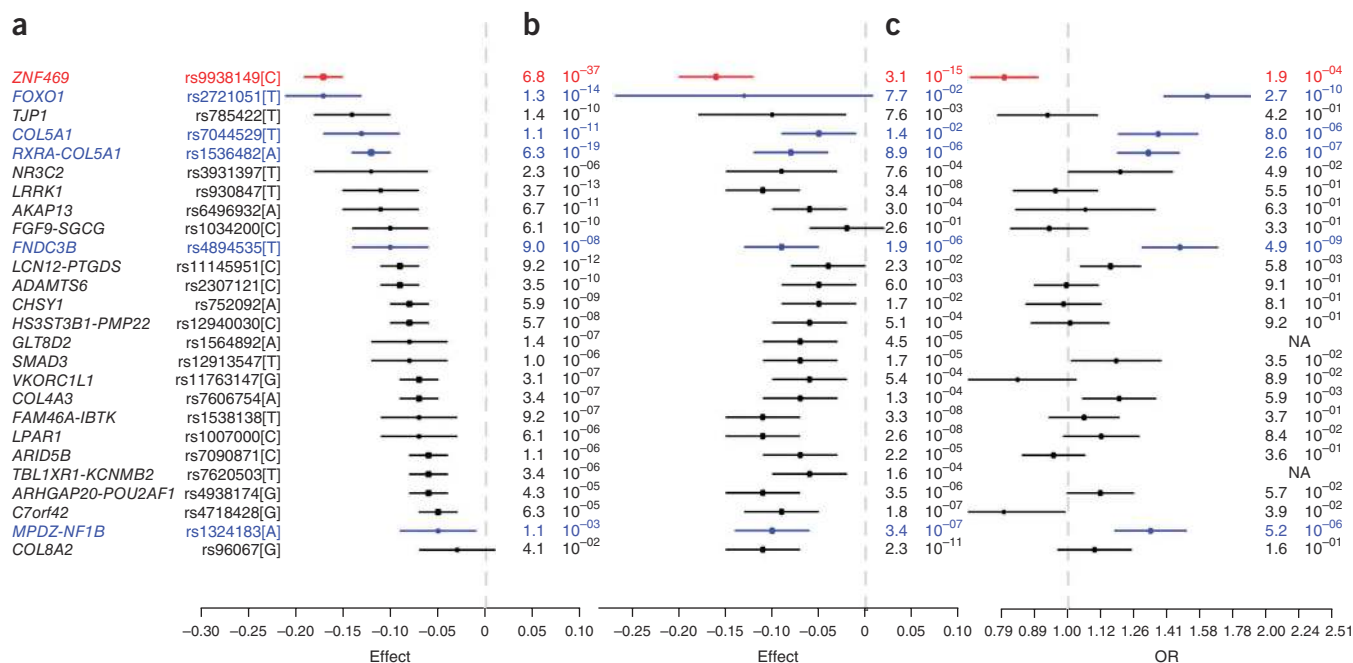 a b c
ZNF469 rs9938149[C] 6.8 10–37 3.1 10–15 1.9 10–04
FOXO1 rs2721051[T] 1.3 10–14 7.7 10–02 2.7 10–10
TJP1 rs785422[T] 1.4 10–10 7.6 10–03 4.2 10–01
COL5A1 rs7044529[T] 1.1 10–11 1.4 10–02 8.0 10–06
RXRA-COL5A1 rs1536482[A] 6.3 10–19 8.9 10–06 2.6 10–07
NR3C2 rs3931397[T] 2.3 10–06 7.6 10–04 4.9 10–02
LRRK1 rs930847[T] 3.7 10–13 3.4 10–08 5.5 10–01
AKAP13 rs6496932[A] 6.7 10–11 3.0 10–04 6.3 10–01
FGF9-SGCG rs1034200[C] 6.1 10–10 2.6 10–01 3.3 10–01
FNDC3B rs4894535[T] 9.0 10–08 1.9 10–06 4.9 10–09
LCN12-PTGDS rs11145951[C] 9.2 10–12 2.3 10–02 5.8 10–03
ADAMTS6 rs2307121[C] 3.5 10–10 6.0 10–03 9.1 10–01
CHSY1 rs752092[A] 5.9 10–09 1.7 10–02 8.1 10–01
HS3ST3B1-PMP22 rs12940030[C] 5.7 10–08 5.1 10–04 9.2 10–01
GLT8D2 rs1564892[A] 1.4 10–07 4.5 10–05 NA
SMAD3 rs12913547[T] 1.0 10–06 1.7 10–05 3.5 10–02
VKORC1L1 rs11763147[G] 3.1 10–07 5.4 10–04 8.9 10–02
COL4A3 rs7606754[A] 3.4 10–07 1.3 10–04 5.9 10–03
FAM46A-IBTK rs1538138[T] 9.2 10–07 3.3 10–08 3.7 10–01
LPAR1 rs1007000[C] 6.1 10–06 2.6 10–08 8.4 10–02
ARID5B rs7090871[C] 1.1 10–06 2.2 10–05 3.6 10–01
TBL1XR1-KCNMB2 rs7620503[T] 3.4 10–06 1.6 10–04 NA
ARHGAP20-POU2AF1 rs4938174[G] 4.3 10–05 3.5 10–06 5.7 10–02
C7orf42 rs4718428[G] 6.3 10–05 1.8 10–07 3.9 10–02
MPDZ-NF1B rs1324183[A] 1.1 10–03 3.4 10–07 5.2 10–06
COL8A2 rs96067[G] 4.1 10–02 2.3 10–11 1.6 10–01
–0.30 –0.20 –0.15 –0.10 –0.05 0 0.10 –0.25 –0.15 –0.10 –0.05 0 0.05 0.10 0.79 0.89 1.00 1.12 1.26 1.41 1.58 1.78 2.00 2.24 2.51
Effect Effect OR